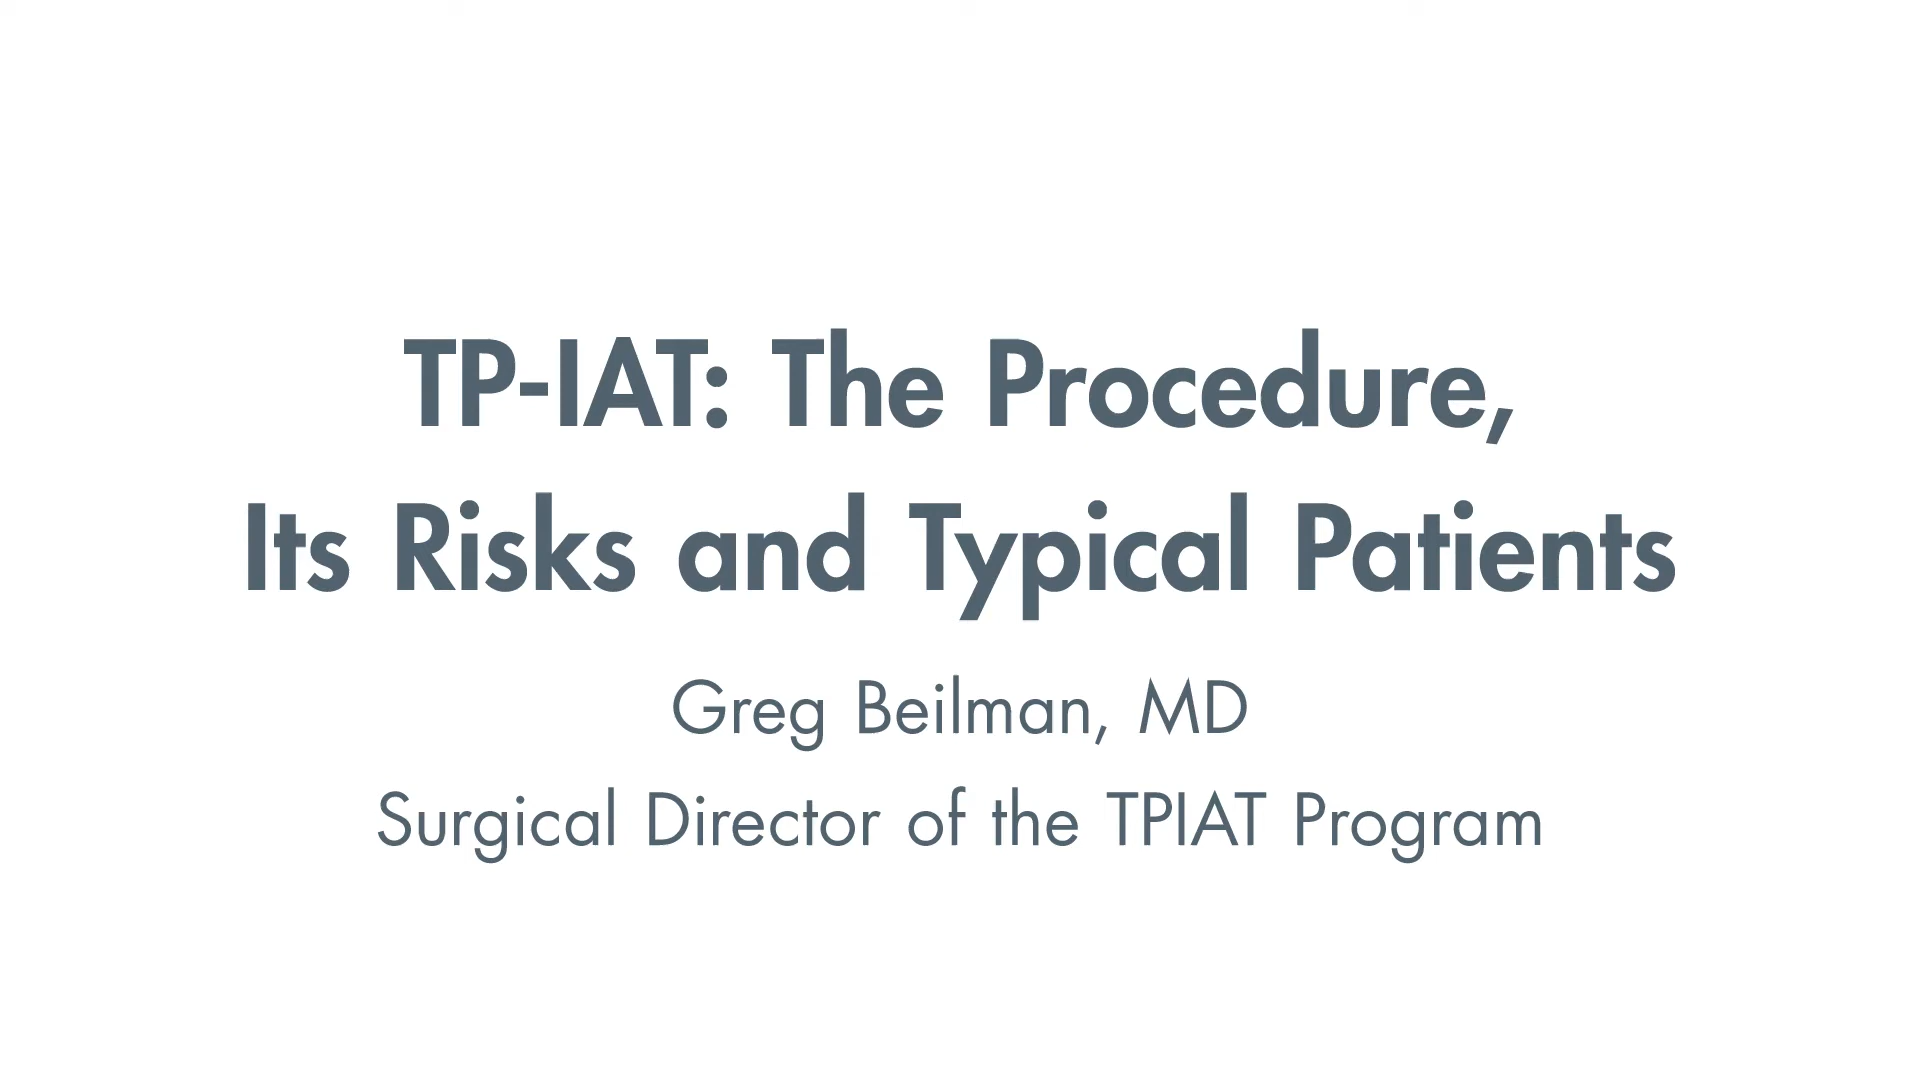 TP-IAT: The Procedure,
Its Risks and Typical Patients
Greg Beilman, MD
Surgical Director of the TPIAT Program